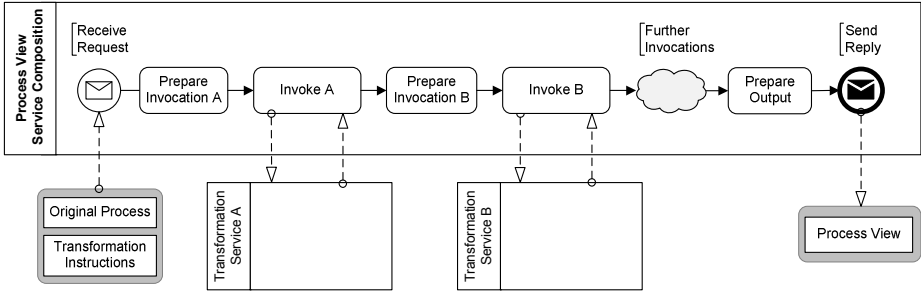 Process View
Service Composition
Receive
Request
Prepare
Invocation A
Invoke A
Prepare
Invocation B
Invoke B
Further
Invocations
Prepare
Output
Send
Reply
Original Process
Transformation
Instructions
Transformation
Service A
Transformation
Service B
Process View